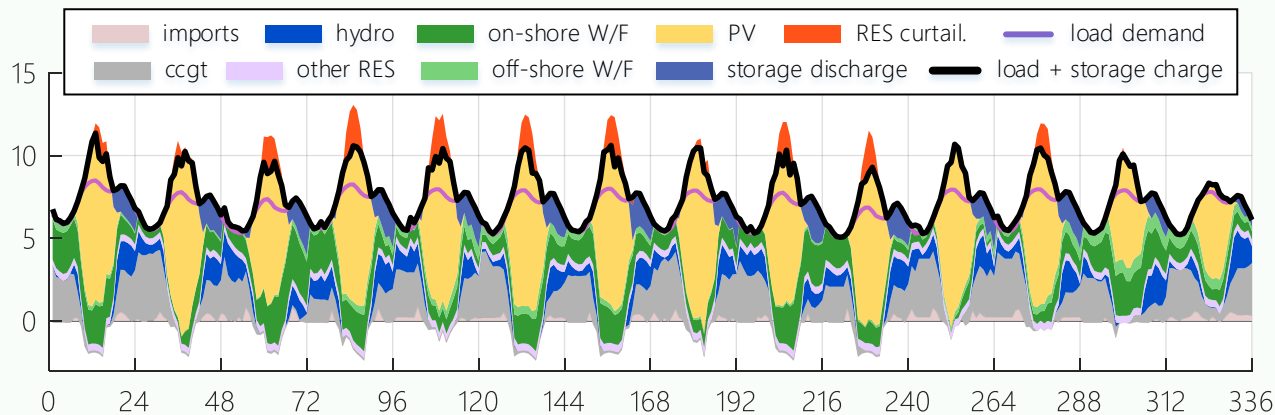 imports hydro on-shore W/F PV RES curtail. load demand
ccgt other RES off-shore W/F storage discharge load + storage charge
15
10
5
0
0 24 48 72 96 120 144 168 192 216 240 264 288 312 336